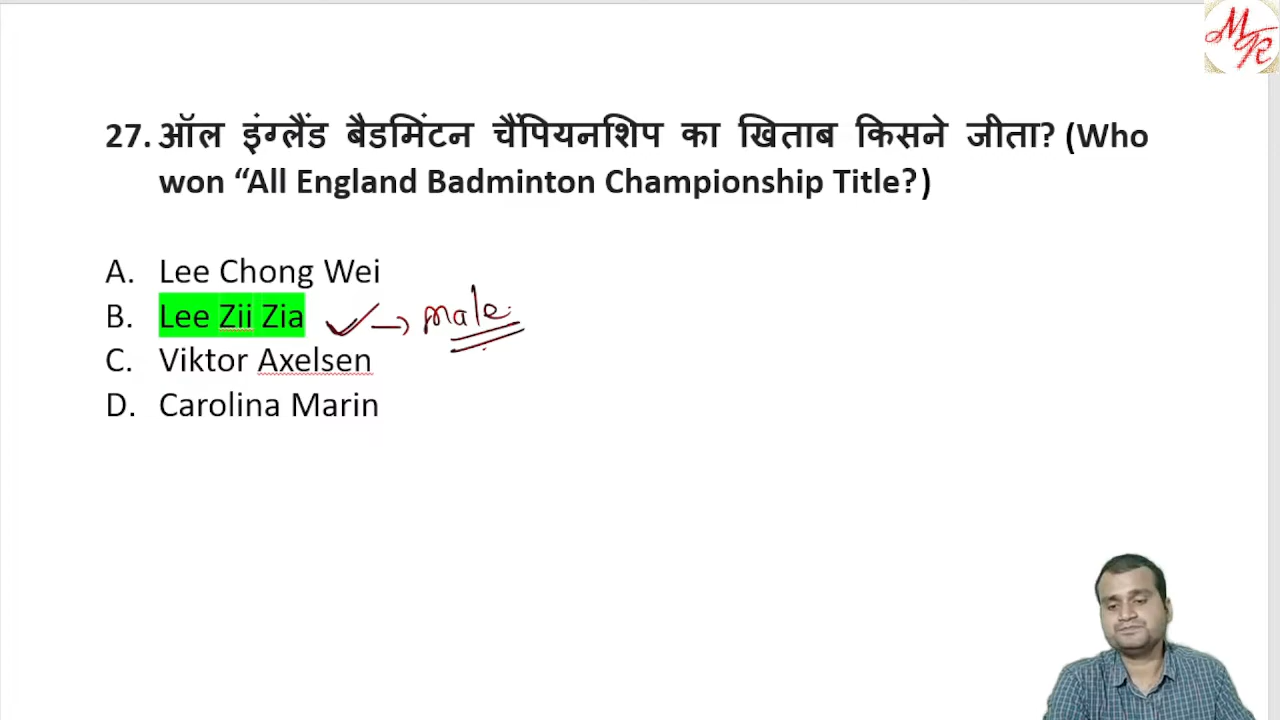 MR
27. ऑल इंग्लैंड बैडमिंटन चैंपियनशिप का खिताब किसने जीता? (Who
won “All England Badminton Championship Title?)
A. Lee Chong Wei
B. Lee Zii Zia → male
C. Viktor Axelsen
D. Carolina Marin